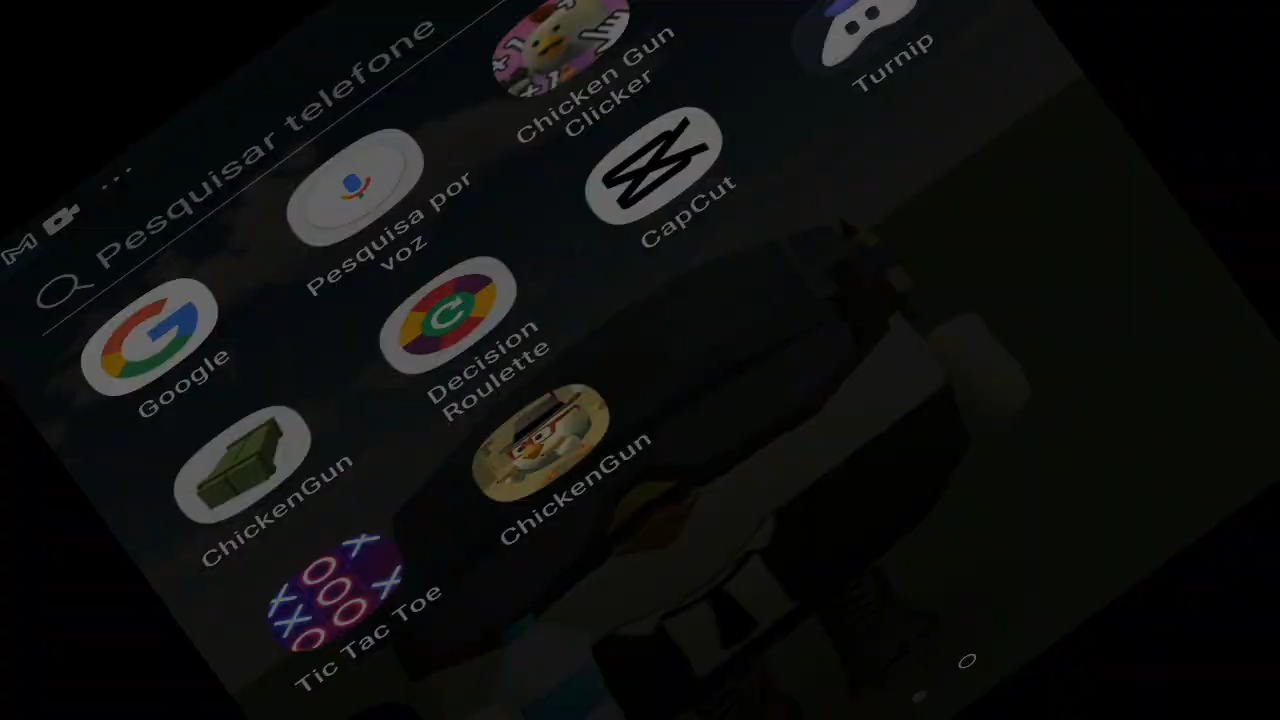 Pesquisar telefone
Google
Pesquisa por
voz
Chicken Gun
Clicker
Turnip
ChickenGun
Decision
Roulette
CapCut
Tic Tac Toe
ChickenGun